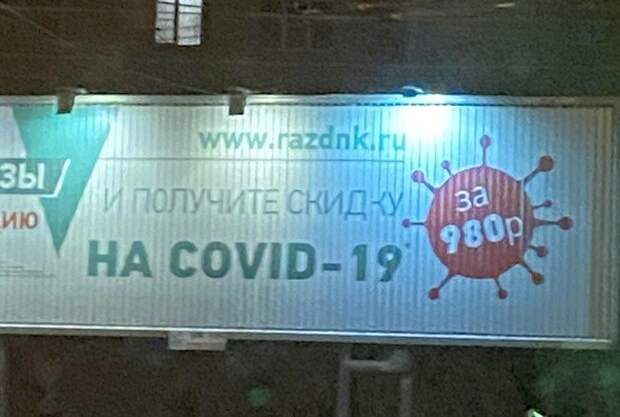 www.razdnk.ru
ЗЫ
ИЮ
И ПОЛУЧИТЕ СКИДКУ
НА COVID-19*
за
980р